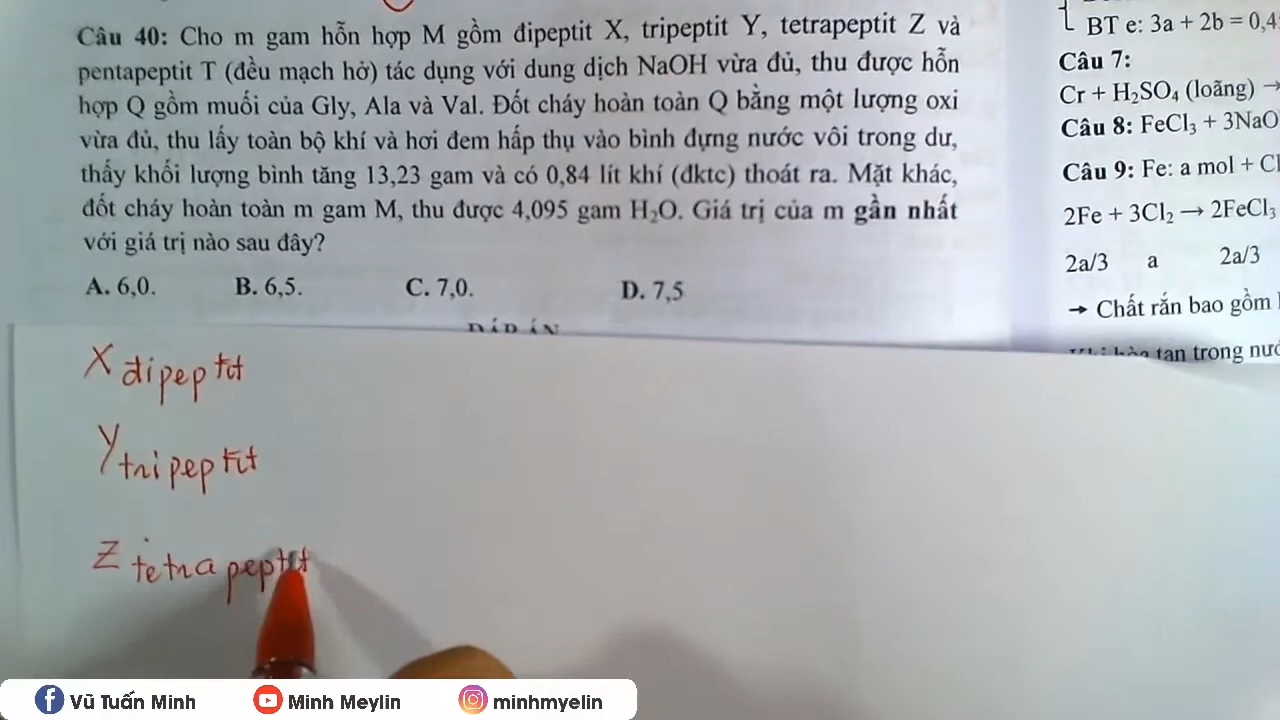 Câu 40: Cho m gam hỗn hợp M gồm đipeptit X, tripeptit Y, tetrapeptit Z và
pentapeptit T (đều mạch hở) tác dụng với dung dịch NaOH vừa đủ, thu được hỗn
hợp Q gồm muối của Gly, Ala và Val. Đốt cháy hoàn toàn Q bằng một lượng oxi
vừa đủ, thu lấy toàn bộ khí và hơi đem hấp thụ vào bình đựng nước vôi trong dư,
thấy khối lượng bình tăng 13,23 gam và có 0,84 lít khí (đktc) thoát ra. Mặt khác,
đốt cháy hoàn toàn m gam M, thu được 4,095 gam H₂O. Giá trị của m gần nhất
với giá trị nào sau đây?
A. 6,0. B. 6,5. C. 7,0. D. 7,5
X đipeptit
Y tripeptit
Z tetrapeptit
BT e: 3a + 2b = 0,4
Câu 7:
Cr + H₂SO₄ (loãng) →
Câu 8: FeCl₃ + 3NaO
Câu 9: Fe: a mol + Cl
2Fe + 3Cl₂ → 2FeCl₃
2a/3 a 2a/3
→ Chất rắn bao gồm
tan trong nước
Vũ Tuấn Minh Minh Meylin minhmyelin